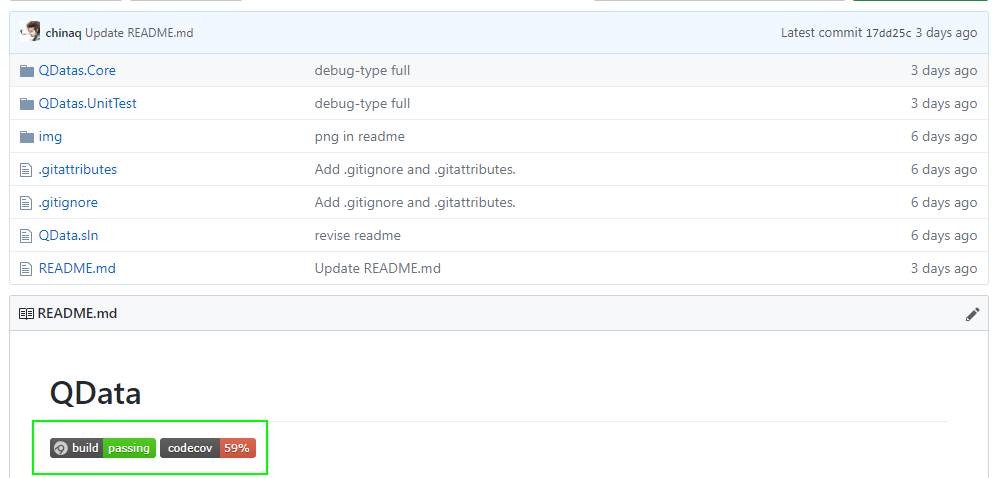 chinaq Update README.md Latest commit 17dd25c 3 days ago
QDatas.Core debug-type full 3 days ago
QDatas.UnitTest debug-type full 3 days ago
img png in readme 6 days ago
.gitattributes Add .gitignore and .gitattributes. 6 days ago
.gitignore Add .gitignore and .gitattributes. 6 days ago
QData.sln revise readme 6 days ago
README.md Update README.md 3 days ago
README.md
QData
build passing codecov 59%